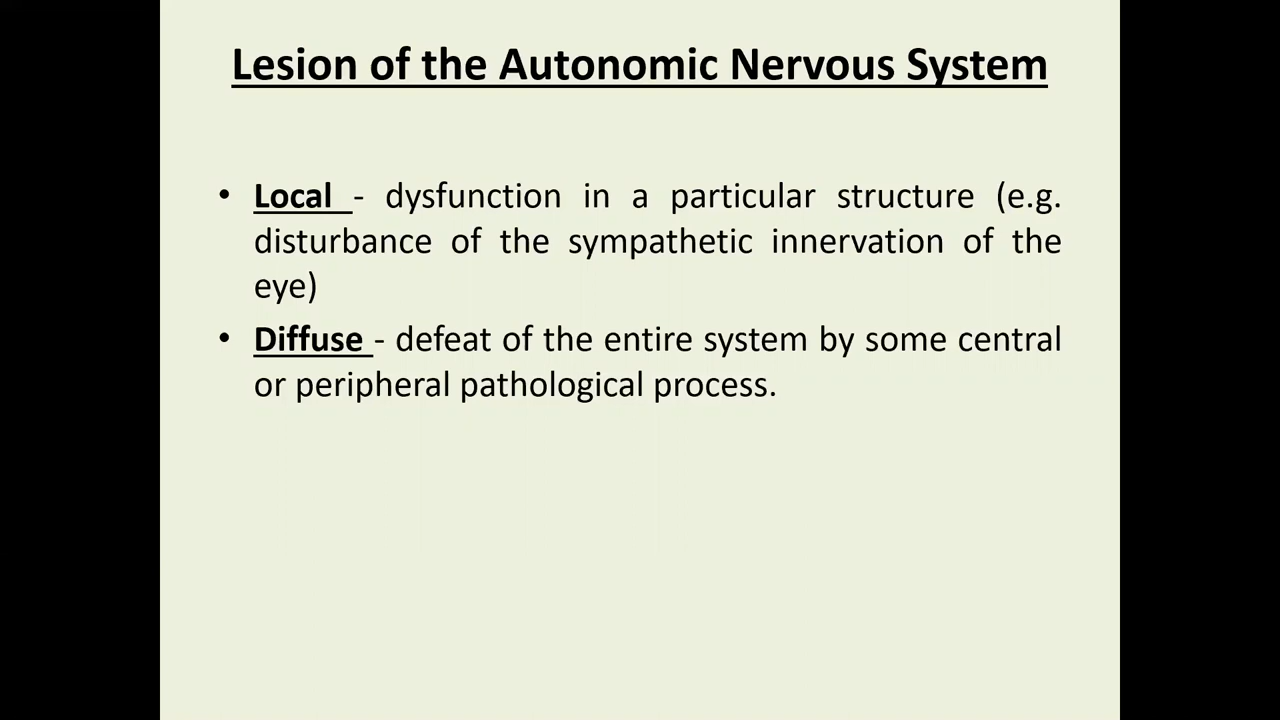 Lesion of the Autonomic Nervous System
• Local - dysfunction in a particular structure (e.g.
disturbance of the sympathetic innervation of the
eye)
• Diffuse - defeat of the entire system by some central
or peripheral pathological process.